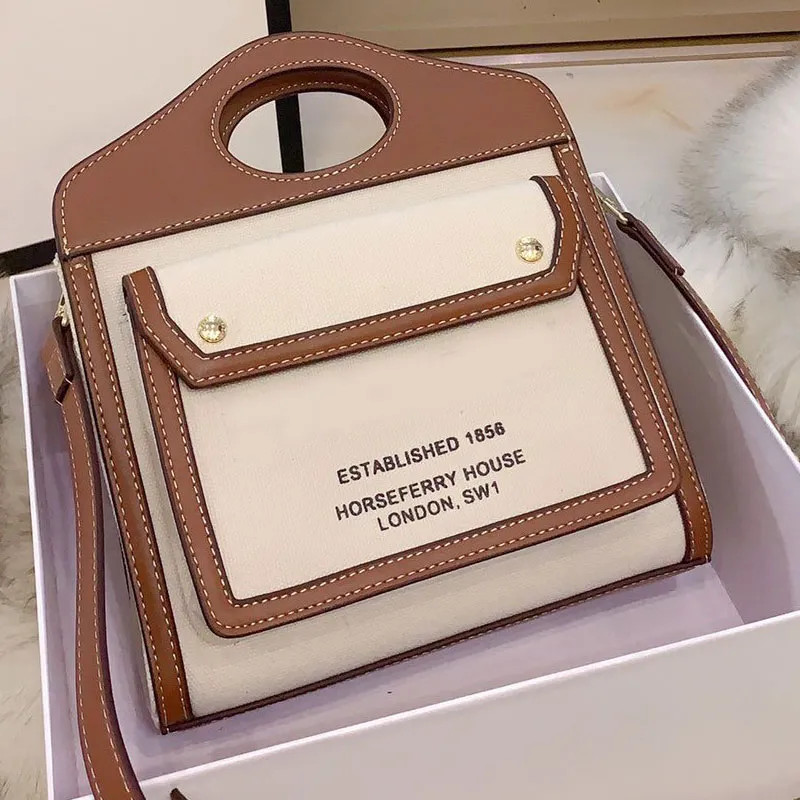 ESTABLISHED 1856
HORSEFERRY HOUSE
LONDON, SW1